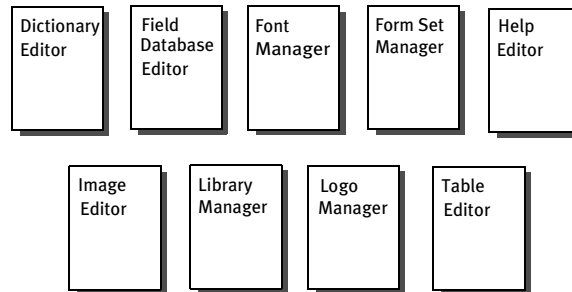 Dictionary
Editor
Field
Database
Editor
Font
Manager
Form Set
Manager
Help
Editor
Image
Editor
Library
Manager
Logo
Manager
Table
Editor